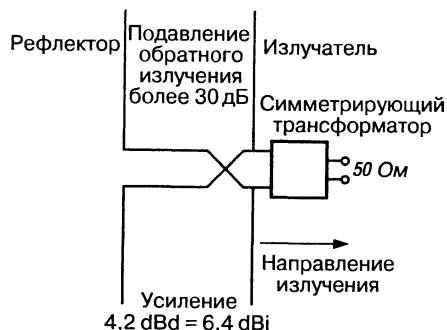 Рефлектор
Подавление
обратного
излучения
более 30 дБ
Излучатель
Симметрирующий
трансформатор
50 Ом
Направление
излучения
Усиление
4,2 dBd = 6,4 dBi